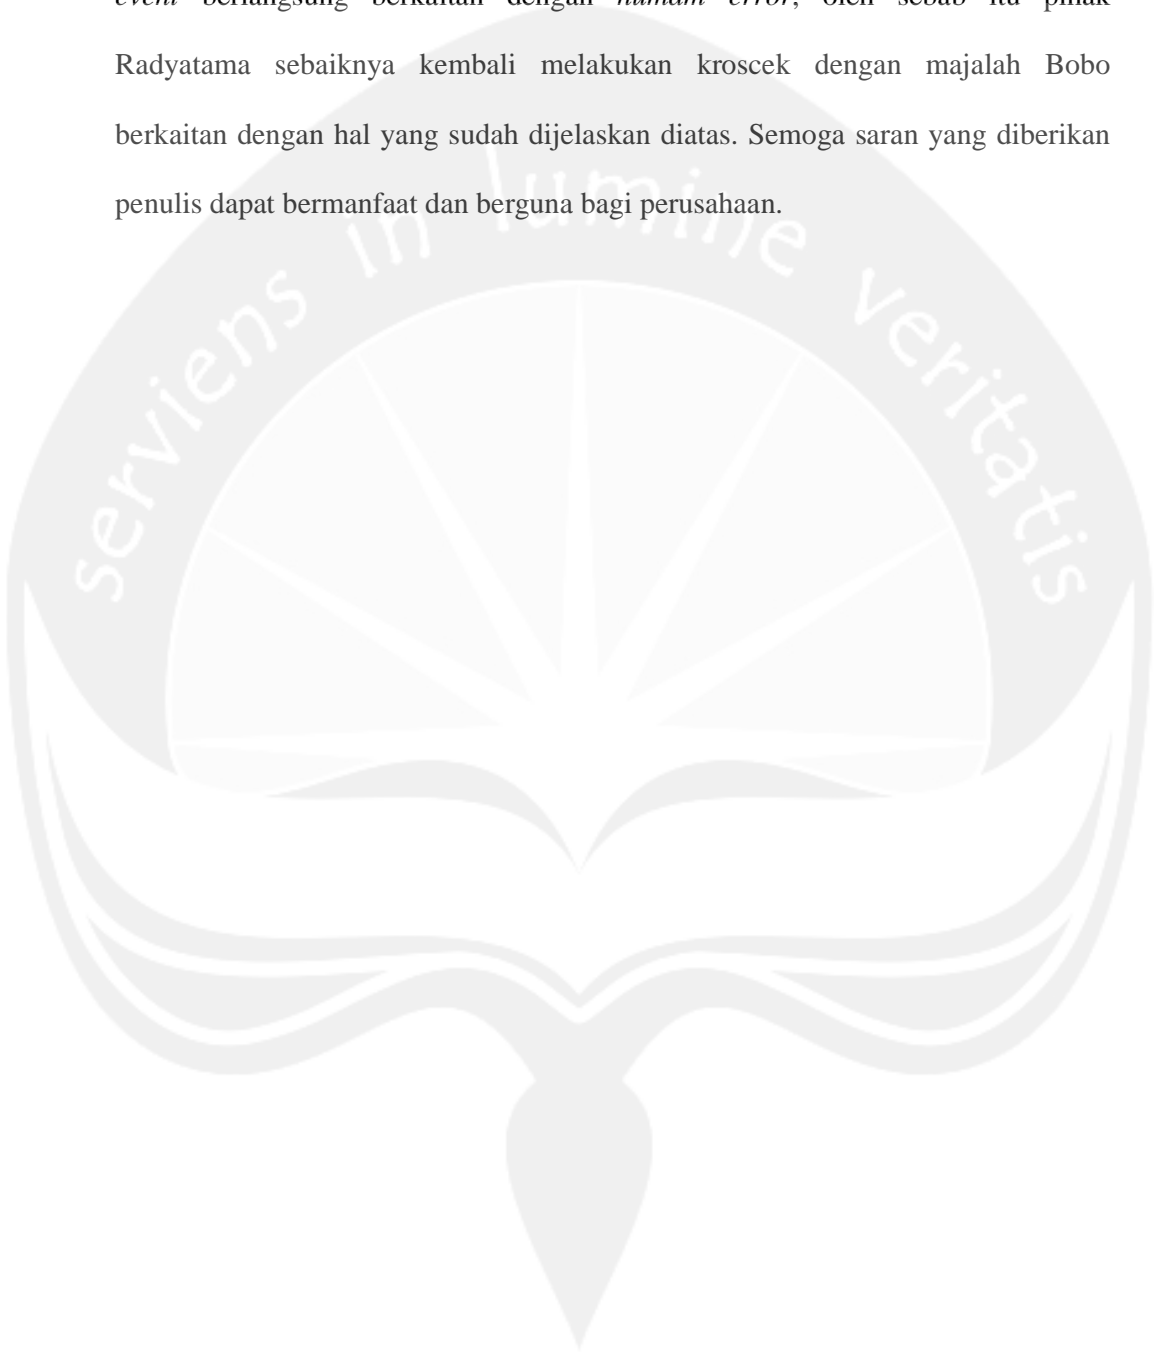 event berlangsung berkaitan dengan humam error, oleh sebab itu pihak
Radyatama sebaiknya kembali melakukan kroscek dengan majalah Bobo
berkaitan dengan hal yang sudah dijelaskan diatas. Semoga saran yang diberikan
penulis dapat bermanfaat dan berguna bagi perusahaan.
serviens in lumine veritatis